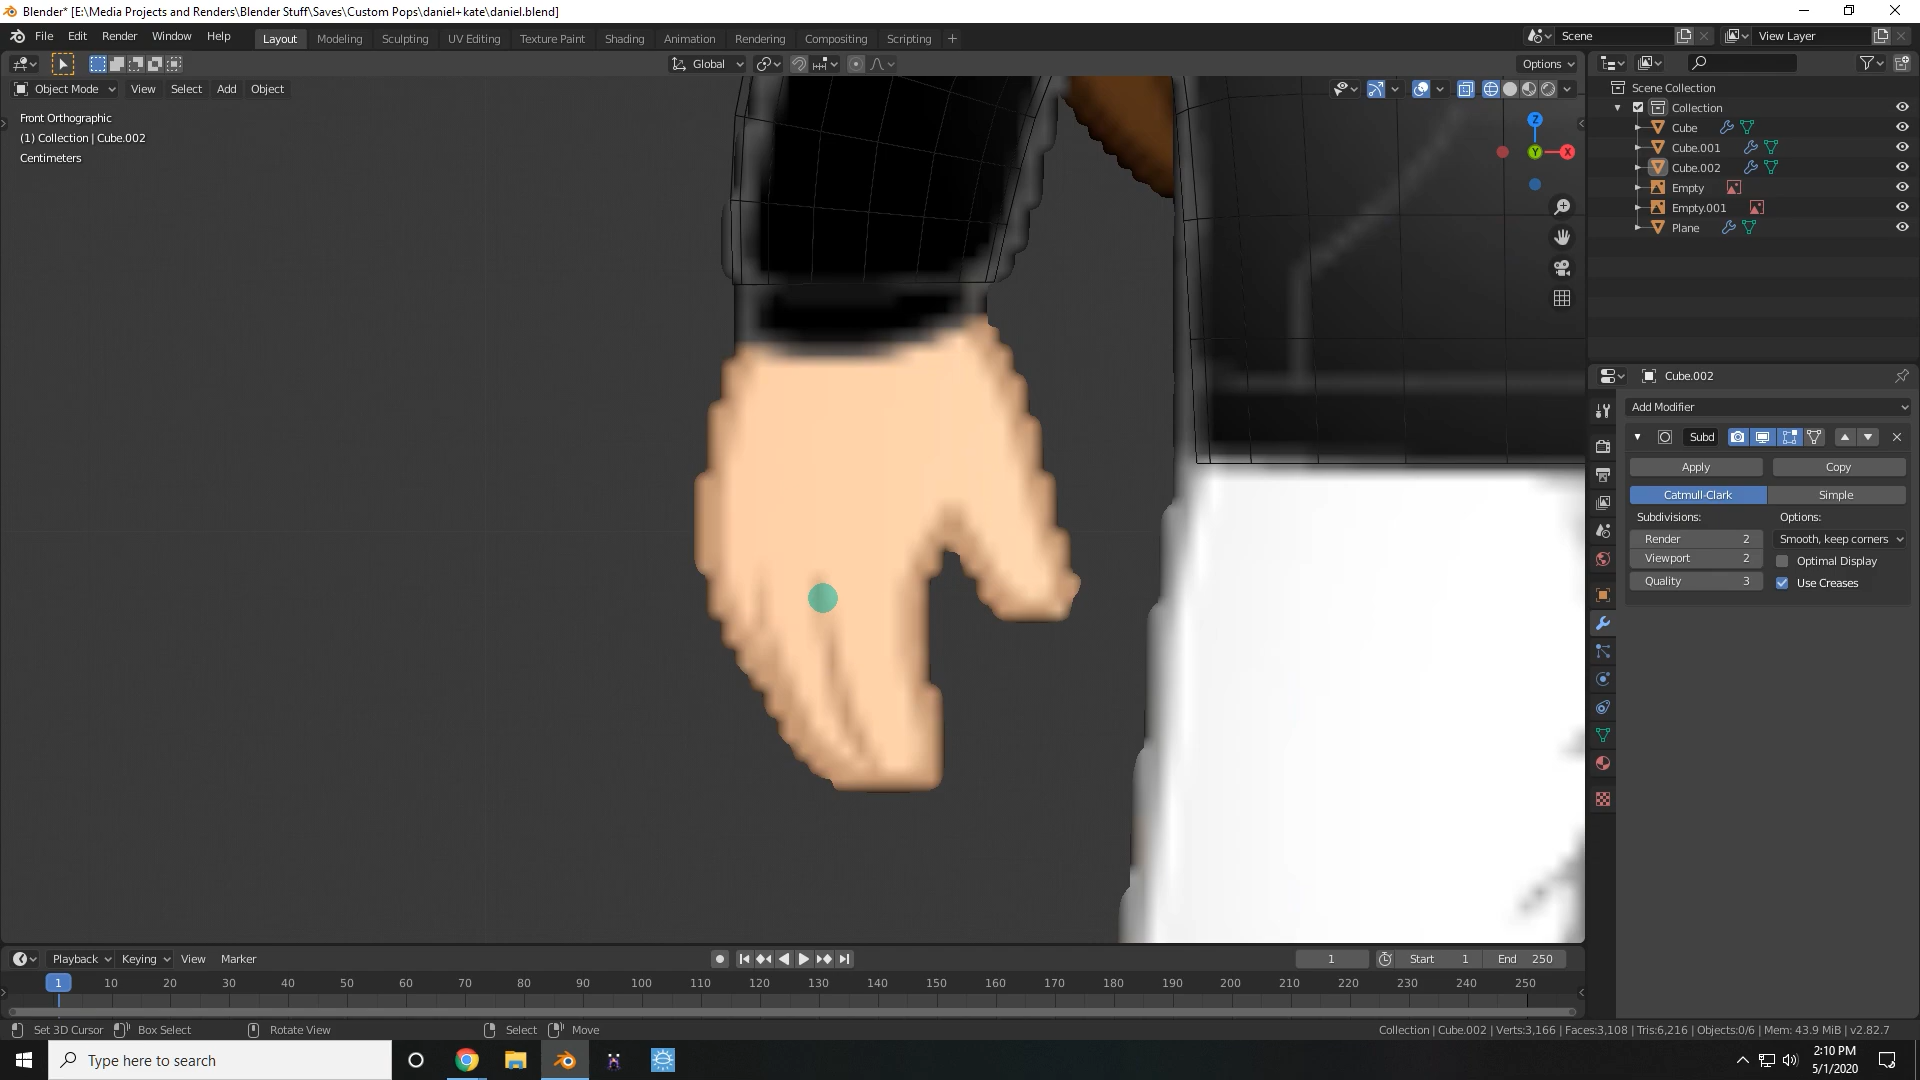 Blender* [E:\Media Projects and Renders\Blender Stuff\Saves\Custom Pops\daniel+kate\daniel.blend]
File Edit Render Window Help Layout Modeling Sculpting UV Editing Texture Paint Shading Animation Rendering Compositing Scripting + Scene View Layer
Global Options
Object Mode View Select Add Object
Front Orthographic
(1) Collection | Cube.002
Centimeters
Z
Y
X
Scene Collection
Collection
Cube
Cube.001
Cube.002
Empty
Empty.001
Plane
Cube.002
Add Modifier
Subd
Apply Copy
Catmull-Clark Simple
Subdivisions: Options:
Render 2 Smooth, keep corners
Viewport 2 Optimal Display
Quality 3 Use Creases
Playback Keying View Marker 1 Start 1 End 250
1 10 20 30 40 50 60 70 80 90 100 110 120 130 140 150 160 170 180 190 200 210 220 230 240 250
Set 3D Cursor Box Select Rotate View Select Move Collection | Cube.002 | Verts:3,166 | Faces:3,108 | Tris:6,216 | Objects:0/6 | Mem: 43.9 MiB | v2.82.7
Type here to search
2:10 PM
5/1/2020